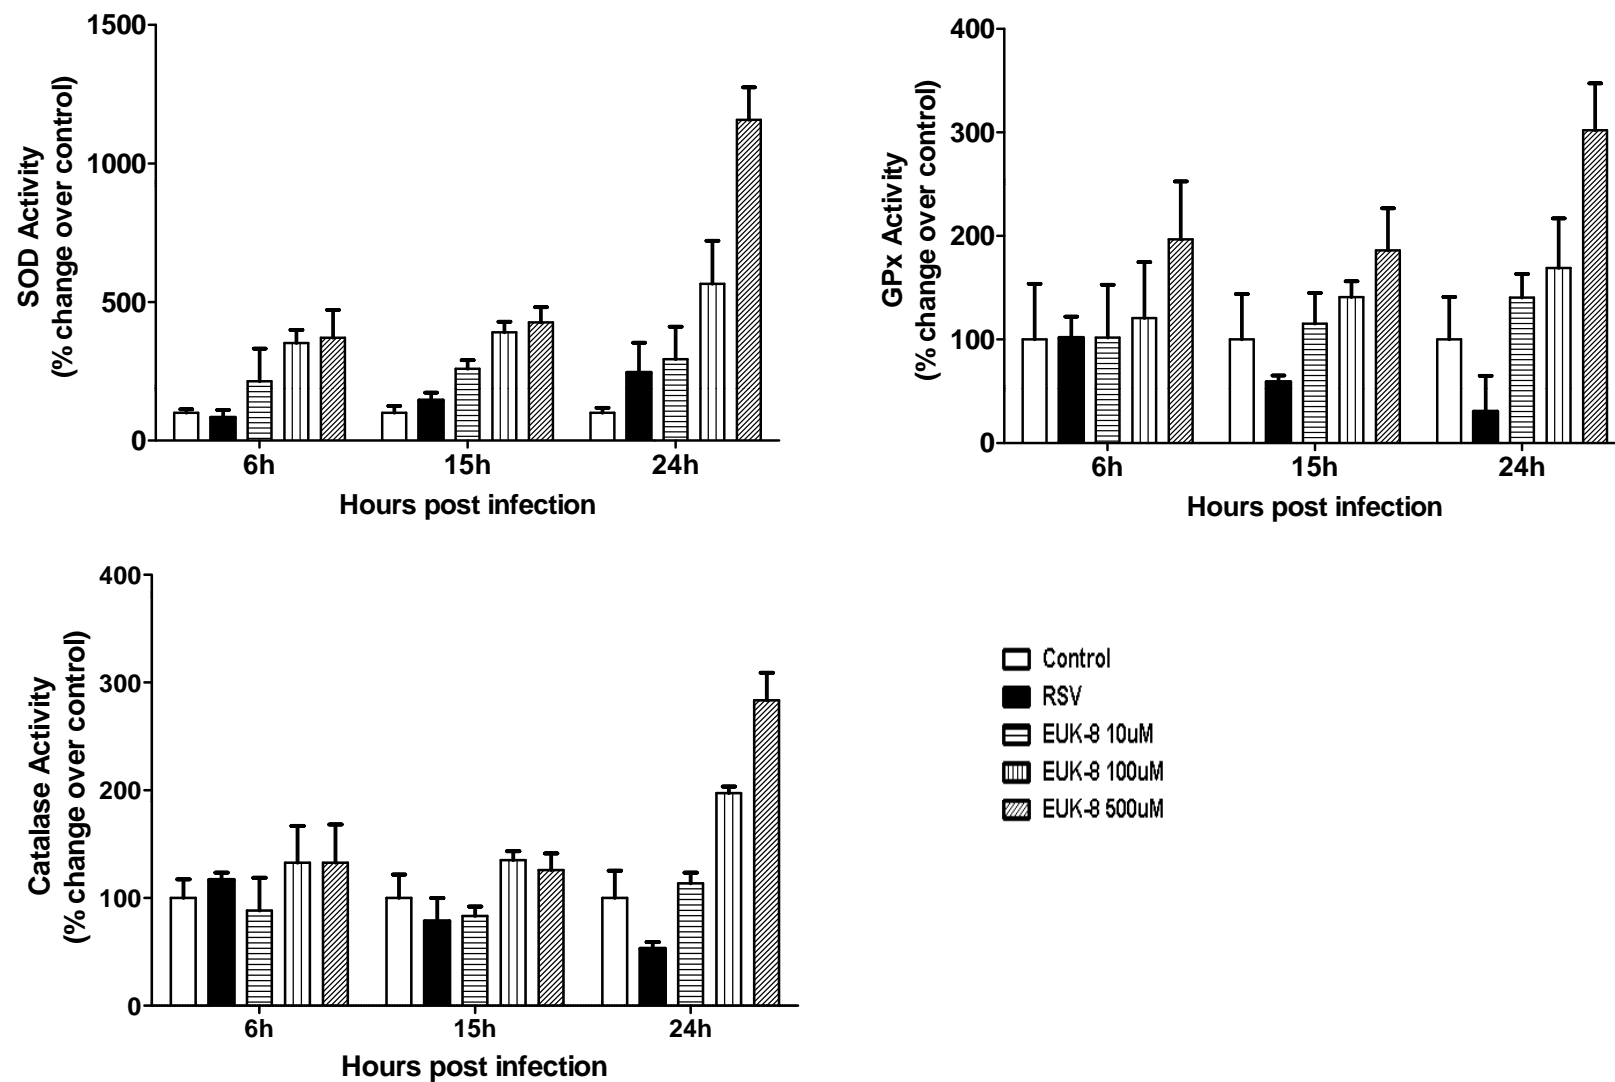 SOD Activity
(% change over control)
1500
1000
500
0
6h 15h 24h
Hours post infection
GPx Activity
(% change over control)
400
300
200
100
0
6h 15h 24h
Hours post infection
Catalase Activity
(% change over control)
400
300
200
100
0
6h 15h 24h
Hours post infection
Control
RSV
EUK-8 10uM
EUK-8 100uM
EUK-8 500uM